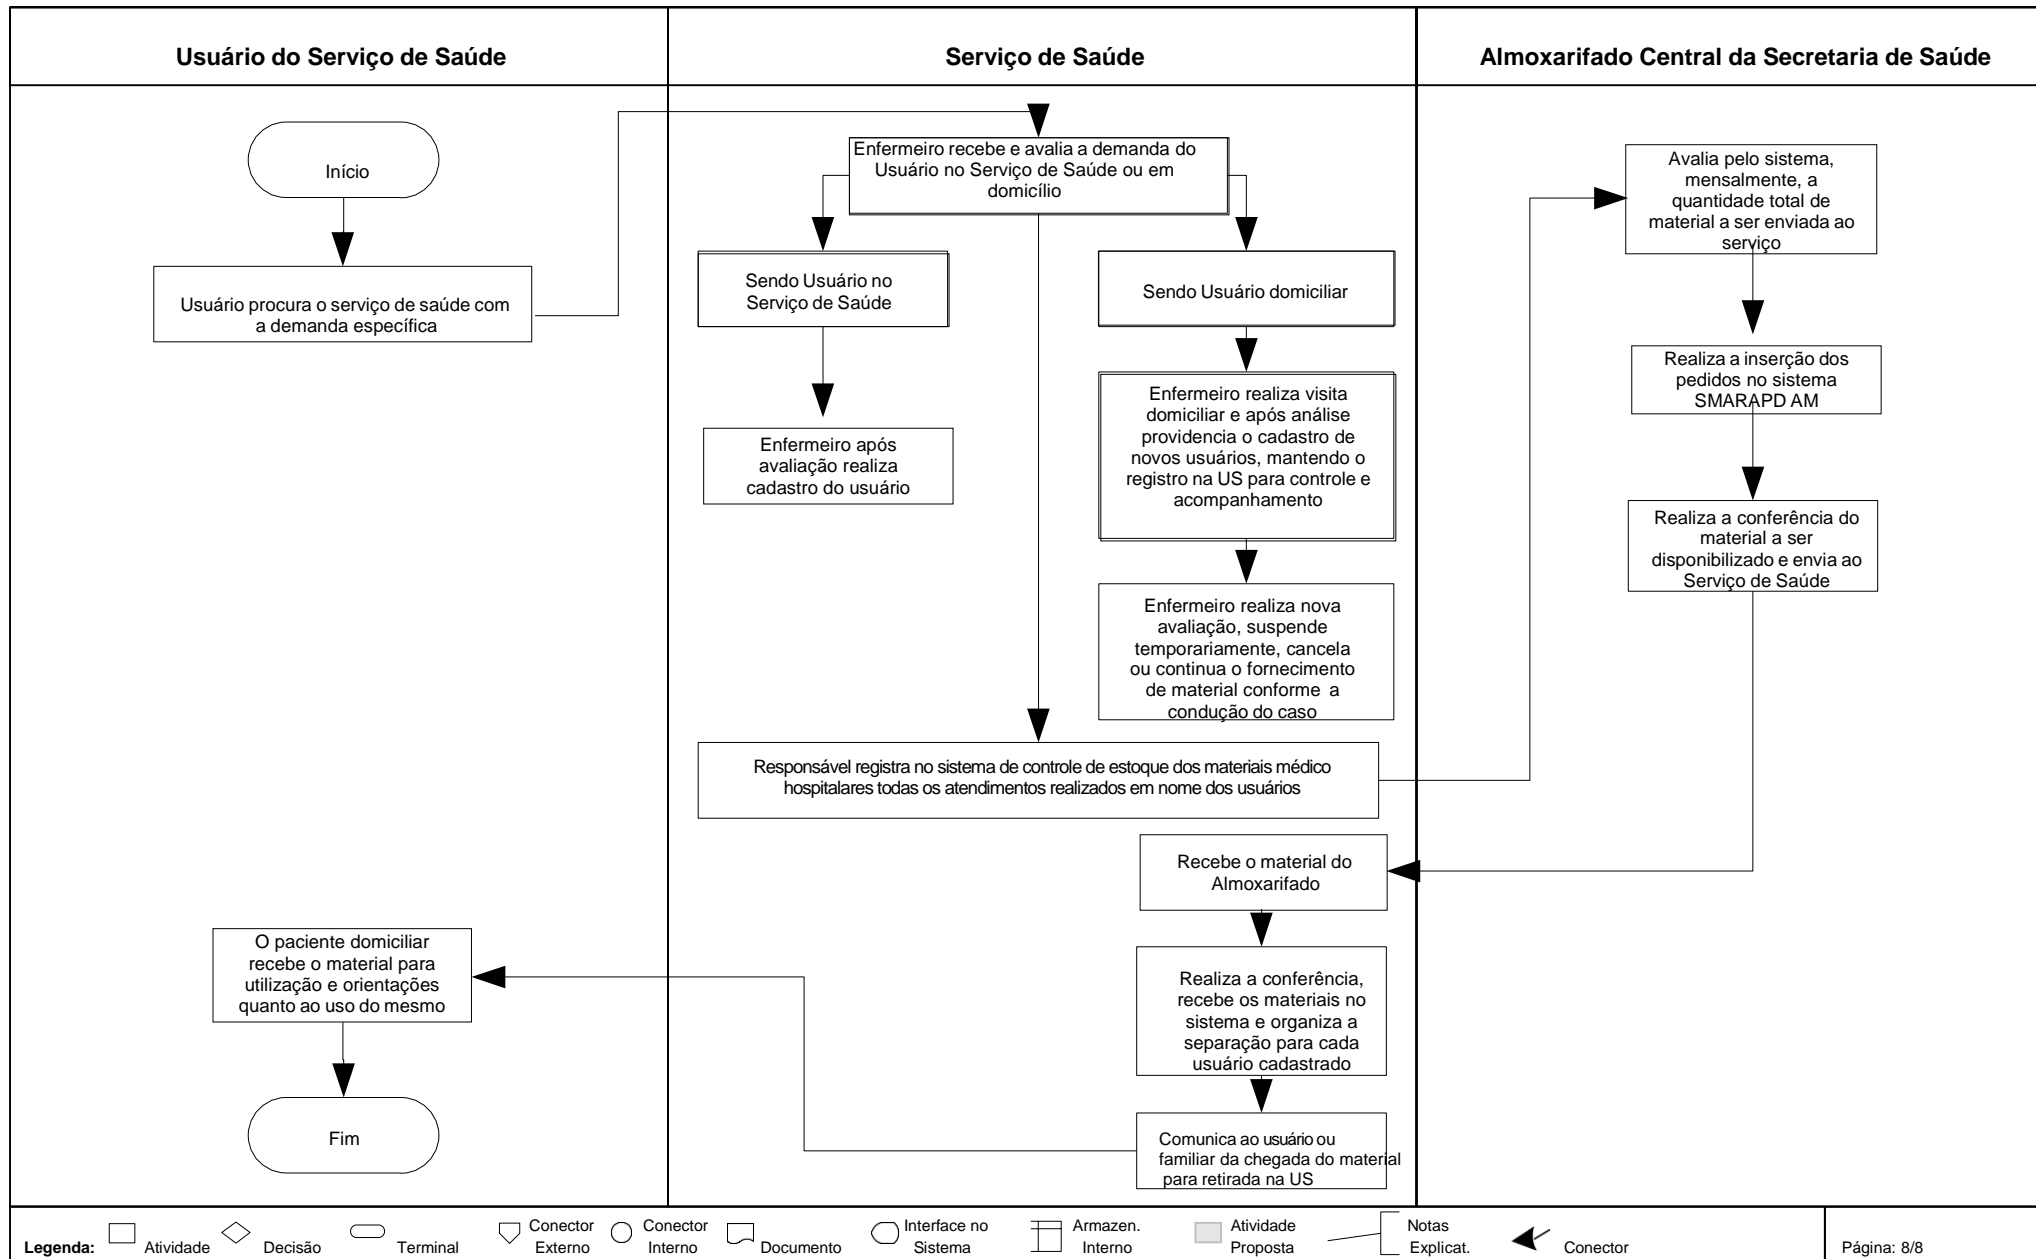 Usuário do Serviço de Saúde
Serviço de Saúde
Almoxarifado Central da Secretaria de Saúde
Início
Usuário procura o serviço de saúde com
a demanda específica
Enfermeiro recebe e avalia a demanda do
Usuário no Serviço de Saúde ou em
domicílio
Sendo Usuário no
Serviço de Saúde
Sendo Usuário domiciliar
Enfermeiro após
avaliação realiza
cadastro do usuário
Enfermeiro realiza visita
domiciliar e após análise
providencia o cadastro de
novos usuários, mantendo o
registro na US para controle e
acompanhamento
Enfermeiro realiza nova
avaliação, suspende
temporariamente, cancela
ou continua o fornecimento
de material conforme a
condução do caso
Responsável registra no sistema de controle de estoque dos materiais médico
hospitalares todas os atendimentos realizados em nome dos usuários
Avalia pelo sistema,
mensalmente, a
quantidade total de
material a ser enviada ao
serviço
Realiza a inserção dos
pedidos no sistema
SMARAPD AM
Realiza a conferência do
material a ser
disponibilizado e envia ao
Serviço de Saúde
Recebe o material do
Almoxarifado
Realiza a conferência,
recebe os materiais no
sistema e organiza a
separação para cada
usuário cadastrado
Comunica ao usuário ou
familiar da chegada do material
para retirada na US
O paciente domiciliar
recebe o material para
utilização e orientações
quanto ao uso do mesmo
Fim
Legenda:
Atividade
Decisão
Terminal
Conector
Externo
Conector
Interno
Documento
Interface no
Sistema
Armazen.
Interno
Atividade
Proposta
Notas
Explicat.
Conector
Página: 8/8